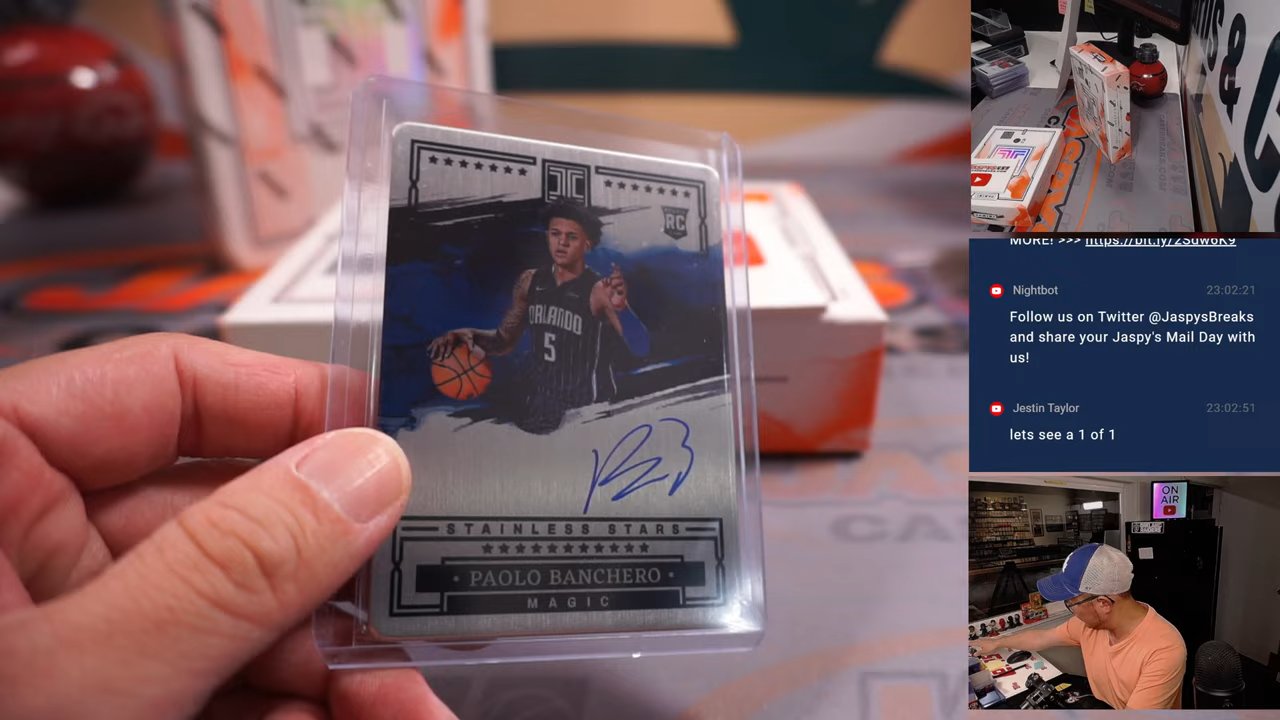 RC
ORLANDO
5
STAINLESS STARS
PAOLO BANCHERO
MAGIC
MORE! >>> https://bit.ly/2Sdw6K9
Nightbot 23:02:21
Follow us on Twitter @JaspysBreaks
and share your Jaspy's Mail Day with
us!
Jestin Taylor 23:02:51
lets see a 1 of 1
ON
AIR